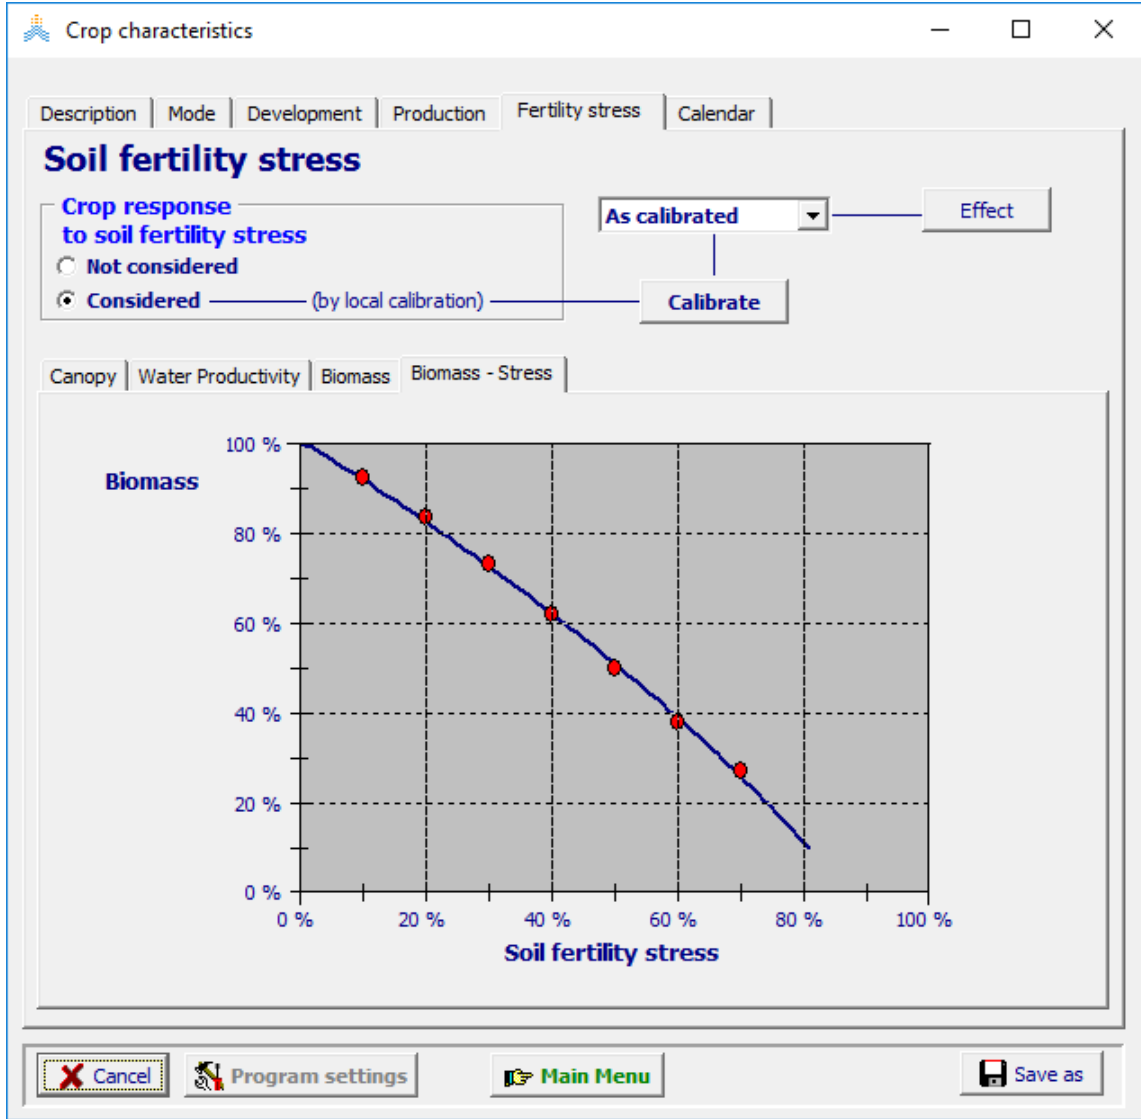 Crop characteristics
Description Mode Development Production Fertility stress Calendar
Soil fertility stress
Crop response
to soil fertility stress
Not considered
Considered (by local calibration)
As calibrated
Effect
Calibrate
Canopy Water Productivity Biomass Biomass - Stress
Biomass
100 %
80 %
60 %
40 %
20 %
0 %
0 % 20 % 40 % 60 % 80 % 100 %
Soil fertility stress
Cancel Program settings Main Menu Save as